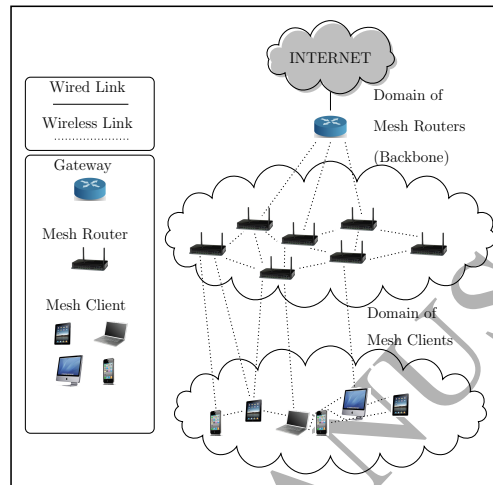 INTERNET
Wired Link
Wireless Link
Gateway
Mesh Router
Mesh Client
Domain of
Mesh Routers
(Backbone)
Domain of
Mesh Clients